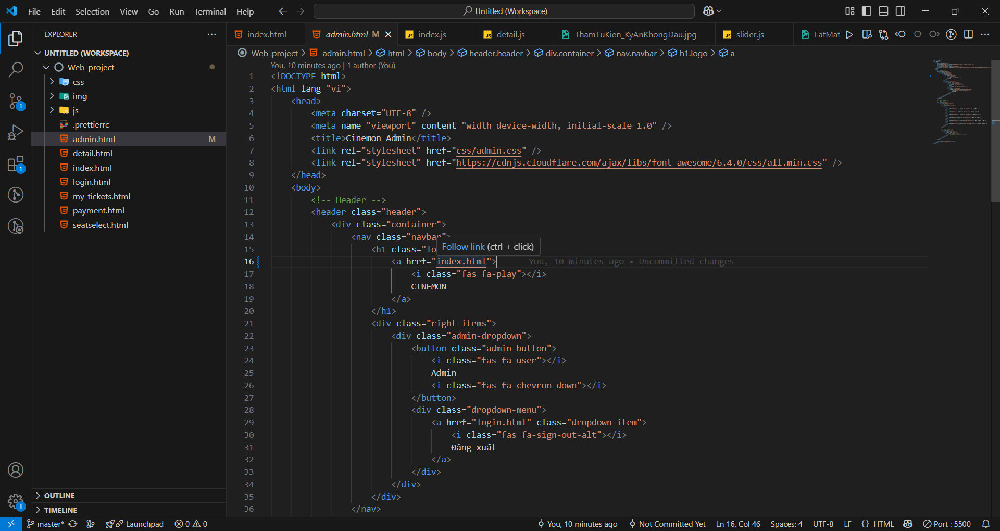 File Edit Selection View Go Run Terminal Help
Untitled (Workspace)
EXPLORER
UNTITLED (WORKSPACE)
Web_project
css
img
js
.prettierrc
admin.html M
detail.html
index.html
login.html
my-tickets.html
payment.html
seatselect.html
OUTLINE
TIMELINE
1
1
1
index.html
admin.html M
index.js
detail.js
ThamTuKien_KyAnKhongDau.jpg
slider.js
LatMat
Web_project > admin.html > html > body > header.header > div.container > nav.navbar > h1.logo > a
You, 10 minutes ago | 1 author (You)
1 <!DOCTYPE html>
2 <html lang="vi">
3 <head>
4 <meta charset="UTF-8" />
5 <meta name="viewport" content="width=device-width, initial-scale=1.0" />
6 <title>Cinemon Admin</title>
7 <link rel="stylesheet" href="css/admin.css" />
8 <link rel="stylesheet" href="https://cdnjs.cloudflare.com/ajax/libs/font-awesome/6.4.0/css/all.min.css" />
9 </head>
10 <body>
11 <!-- Header -->
12 <header class="header">
13 <div class="container">
14 <nav class="navbar">
15 <h1 class="lo
Follow link (ctrl + click)
16 <a href="index.html"> You, 10 minutes ago • Uncommitted changes
17 <i class="fas fa-play"></i>
18 CINEMON
19 </a>
20 </h1>
21 <div class="right-items">
22 <div class="admin-dropdown">
23 <button class="admin-button">
24 <i class="fas fa-user"></i>
25 Admin
26 <i class="fas fa-chevron-down"></i>
27 </button>
28 <div class="dropdown-menu">
29 <a href="login.html" class="dropdown-item">
30 <i class="fas fa-sign-out-alt"></i>
31 Đăng xuất
32 </a>
33 </div>
34 </div>
35 </div>
36 </nav>
master* Launchpad 0 0 You, 10 minutes ago Not Committed Yet Ln 16, Col 46 Spaces: 4 UTF-8 LF {} HTML Port : 5500